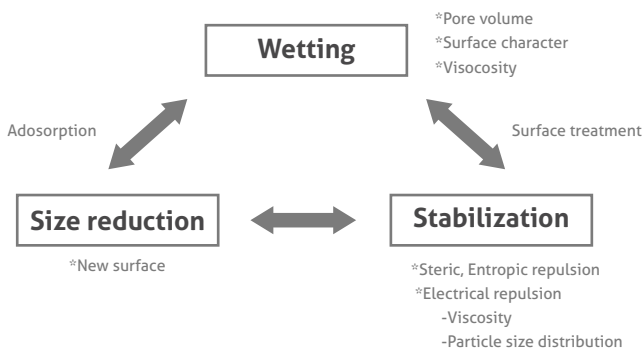 *Pore volume
Wetting
*Surface character
*Visocosity
Adosorption
Surface treatment
Size reduction
Stabilization
*New surface
*Steric, Entropic repulsion
*Electrical repulsion
-Viscosity
-Particle size distribution